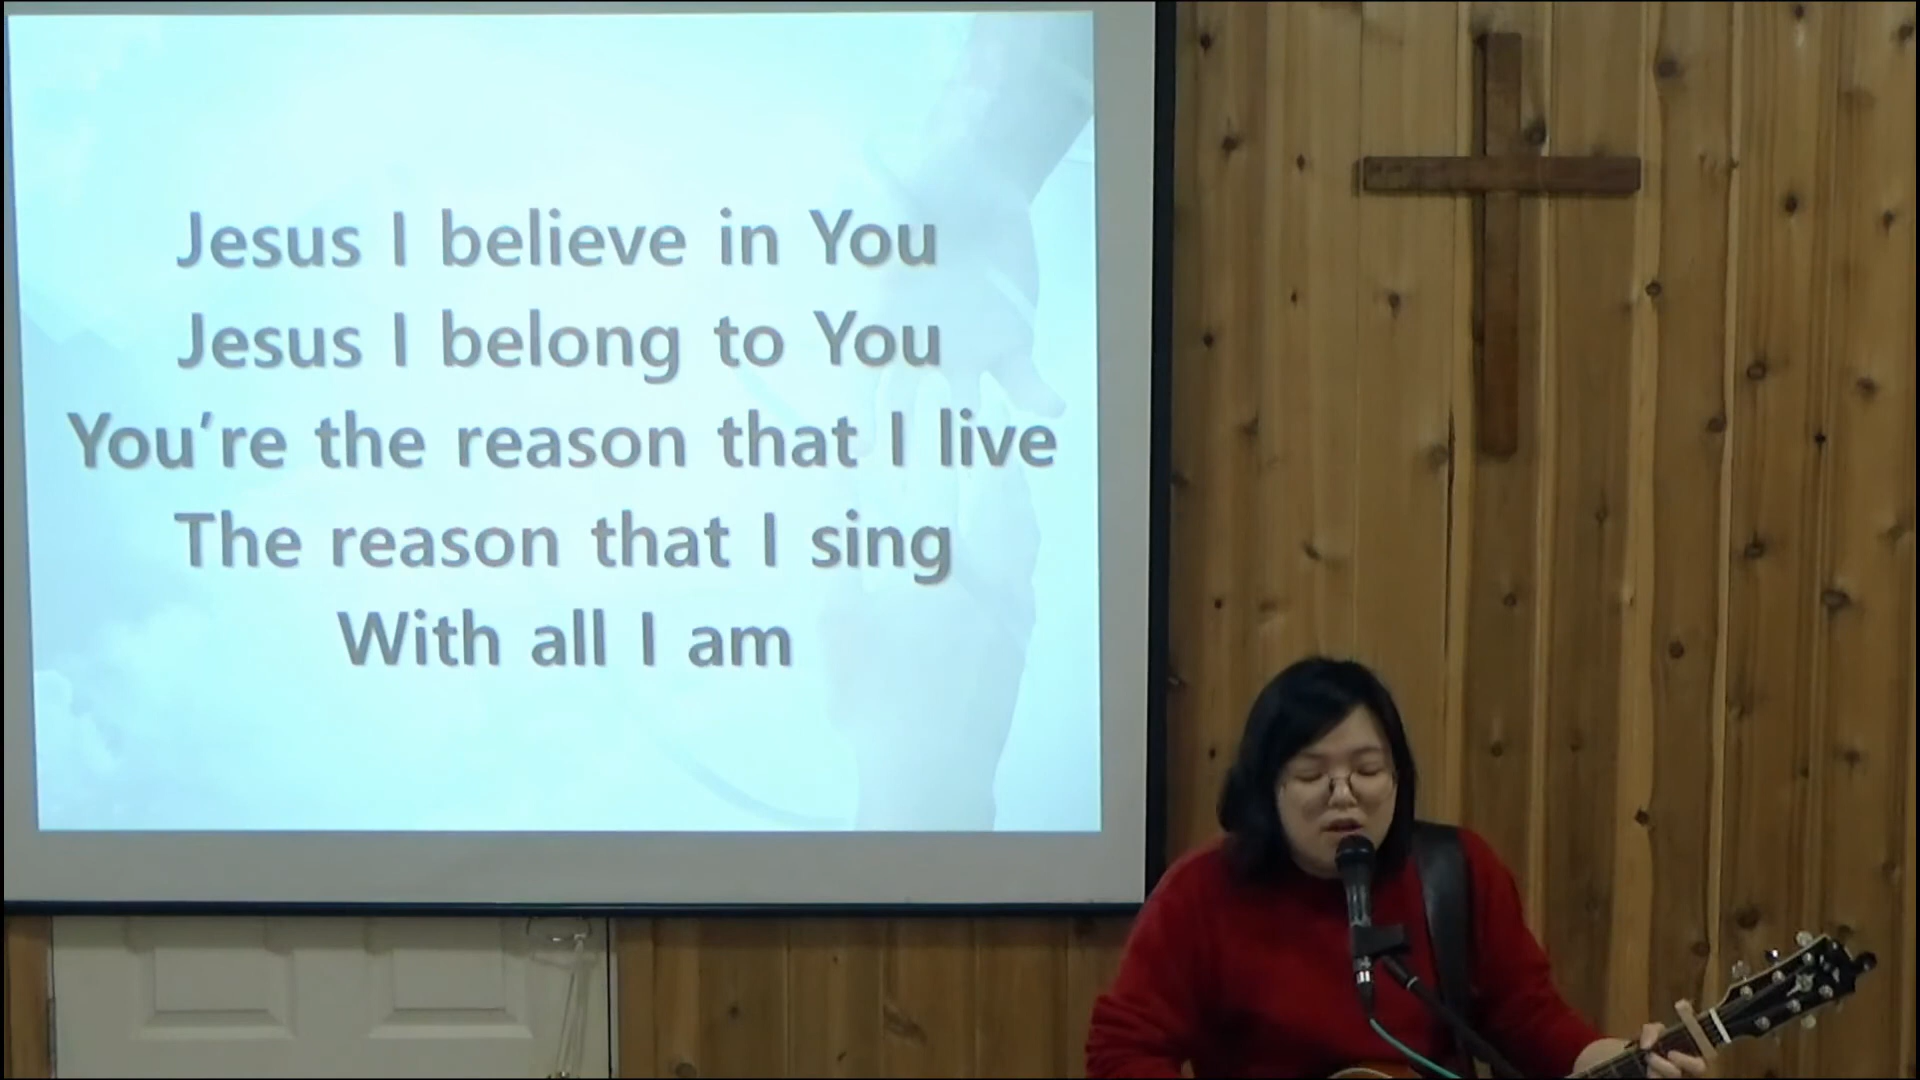 Jesus I believe in You
Jesus I belong to You
You're the reason that I live
The reason that I sing
With all I am